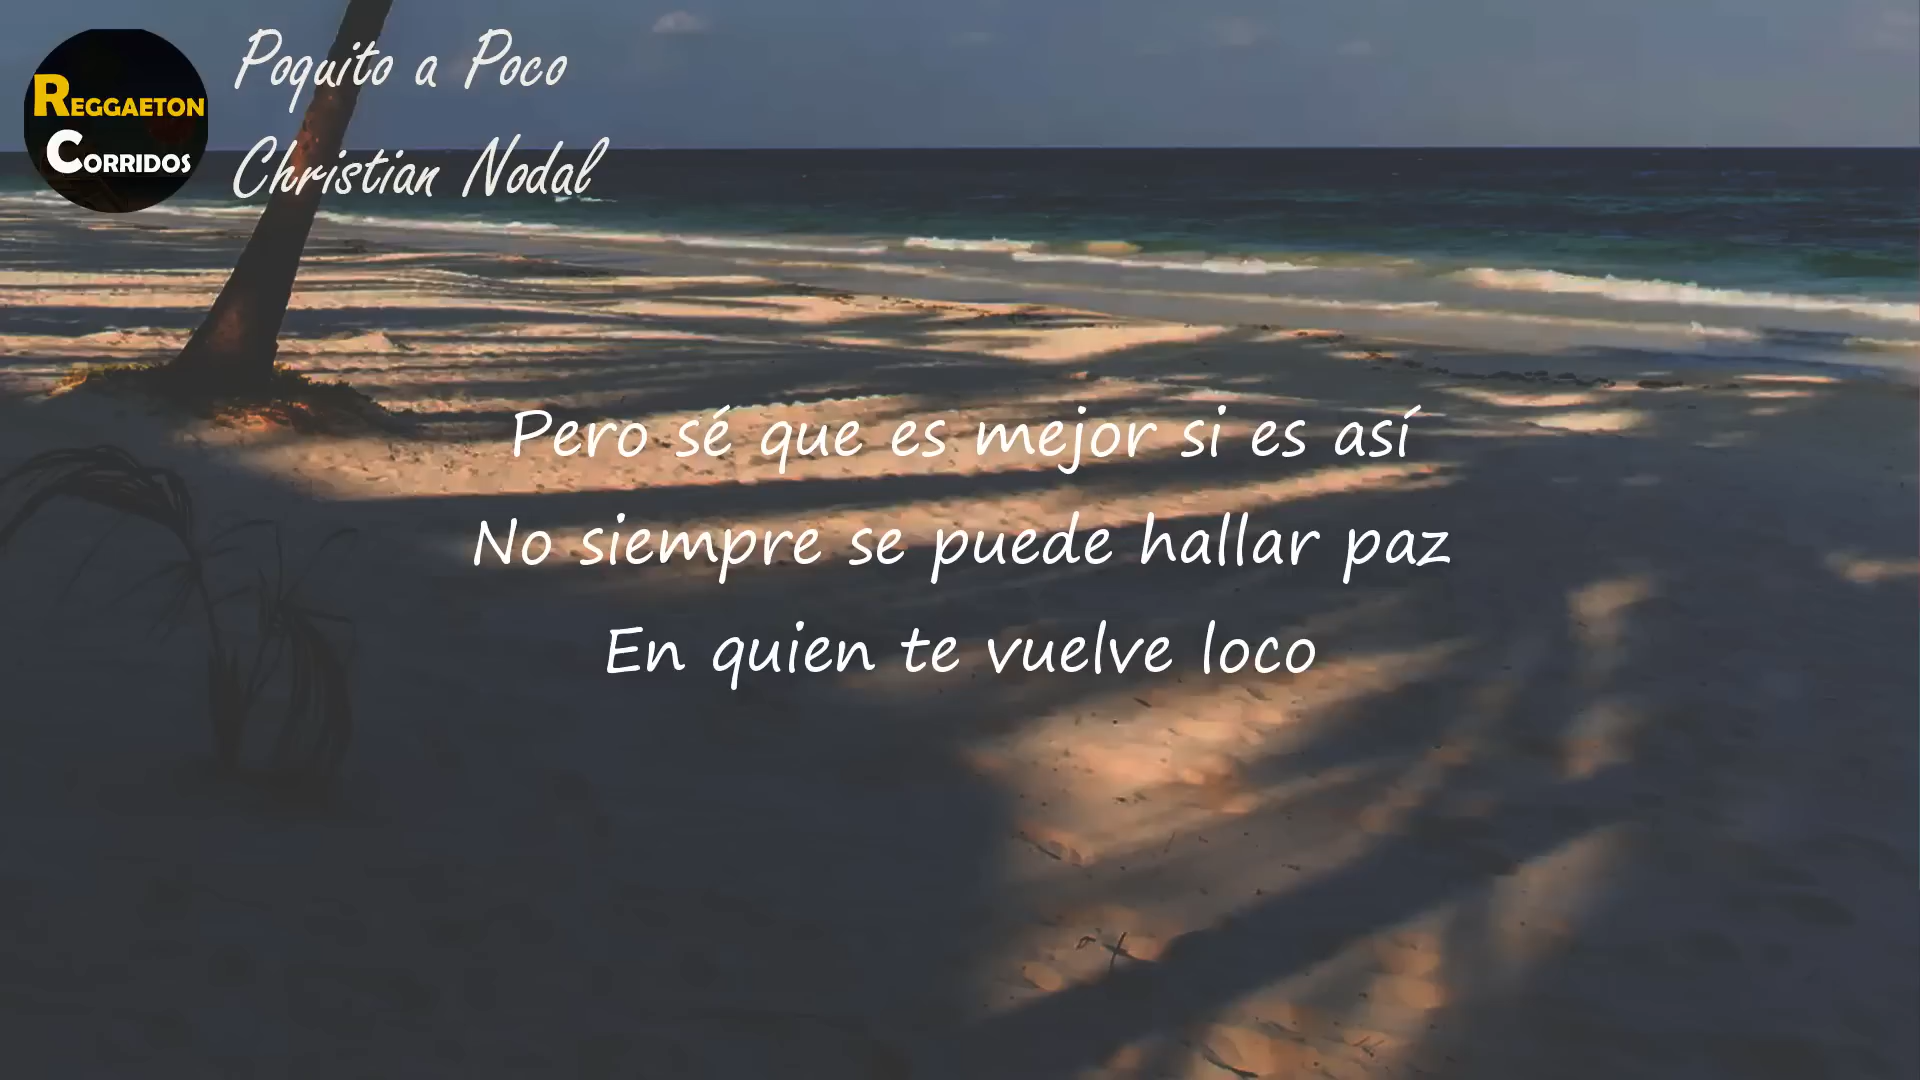 REGGAETON
CORRIDOS
Poquito a Poco
Christian Nodal
Pero sé que es mejor si es así
No siempre se puede hallar paz
En quien te vuelve loco